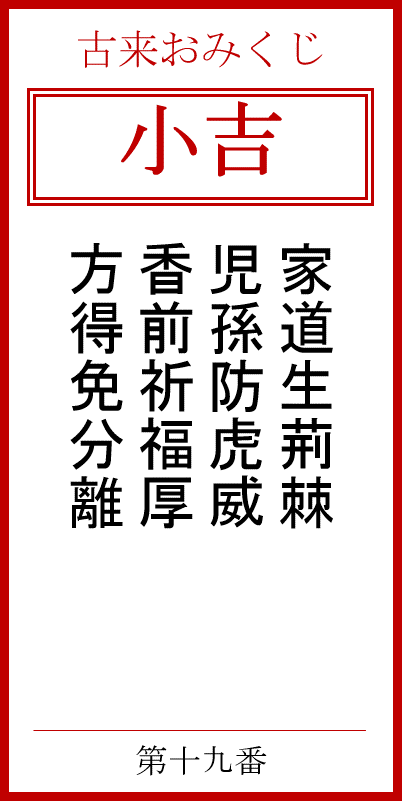 古来おみくじ
小吉
家道生荊棘
児孫防虎威
香前祈福厚
方得免分離
第十九番